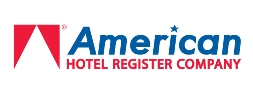 ® American
HOTEL REGISTER COMPANY